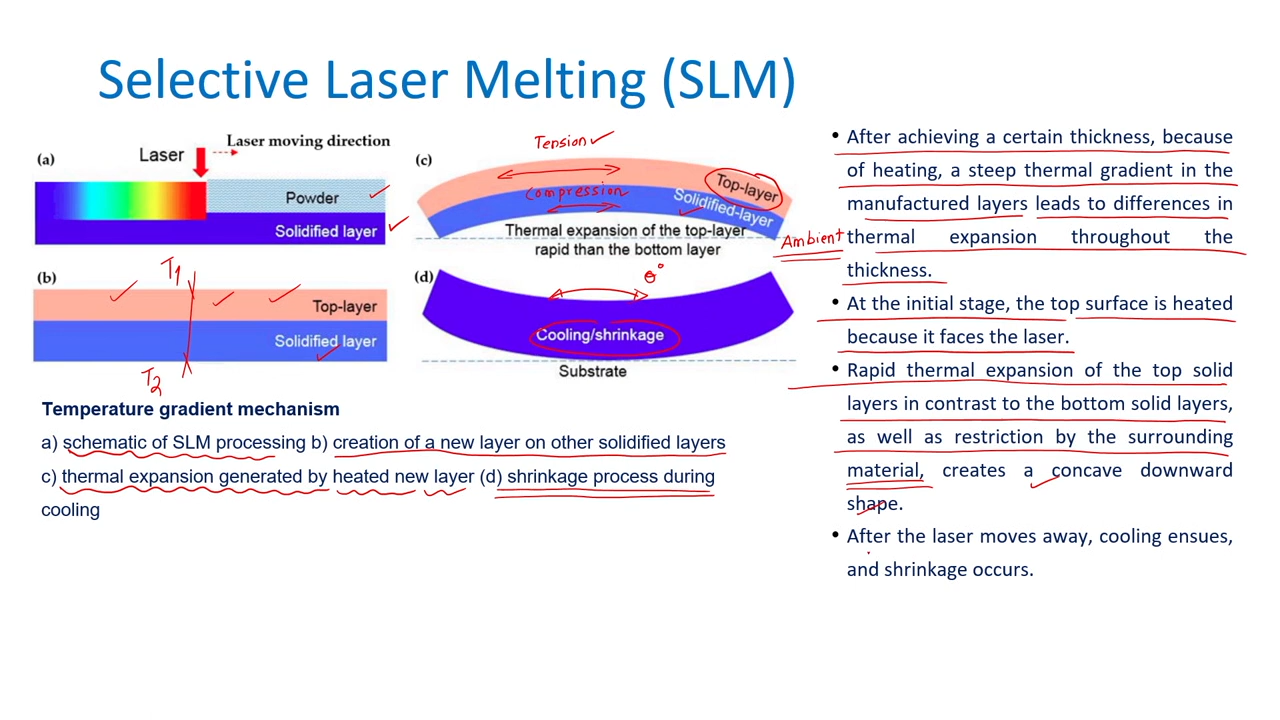 Selective Laser Melting (SLM)
(a)
Laser
Laser moving direction
Powder
Solidified layer
(b)
T1
Top-layer
Solidified layer
T2
(c)
Tension
Compression
Top-layer
Solidified-layer
Thermal expansion of the top-layer
rapid than the bottom layer
Ambient
(d)
θ°
Cooling/shrinkage
Substrate
Temperature gradient mechanism
a) schematic of SLM processing b) creation of a new layer on other solidified layers
c) thermal expansion generated by heated new layer (d) shrinkage process during
cooling
• After achieving a certain thickness, because
of heating, a steep thermal gradient in the
manufactured layers leads to differences in
thermal expansion throughout the
thickness.
• At the initial stage, the top surface is heated
because it faces the laser.
• Rapid thermal expansion of the top solid
layers in contrast to the bottom solid layers,
as well as restriction by the surrounding
material, creates a concave downward
shape.
• After the laser moves away, cooling ensues,
and shrinkage occurs.